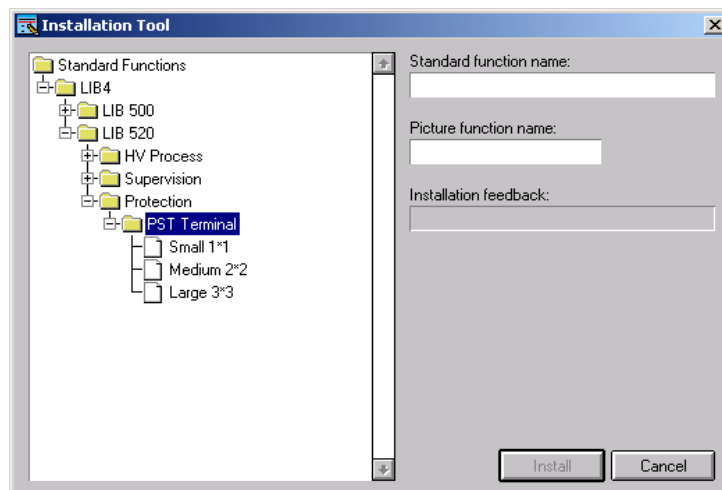 Installation Tool
Standard Functions
LIB4
LIB 500
LIB 520
HV Process
Supervision
Protection
PST Terminal
Small 1*1
Medium 2*2
Large 3*3
Standard function name:
Picture function name:
Installation feedback:
Install
Cancel